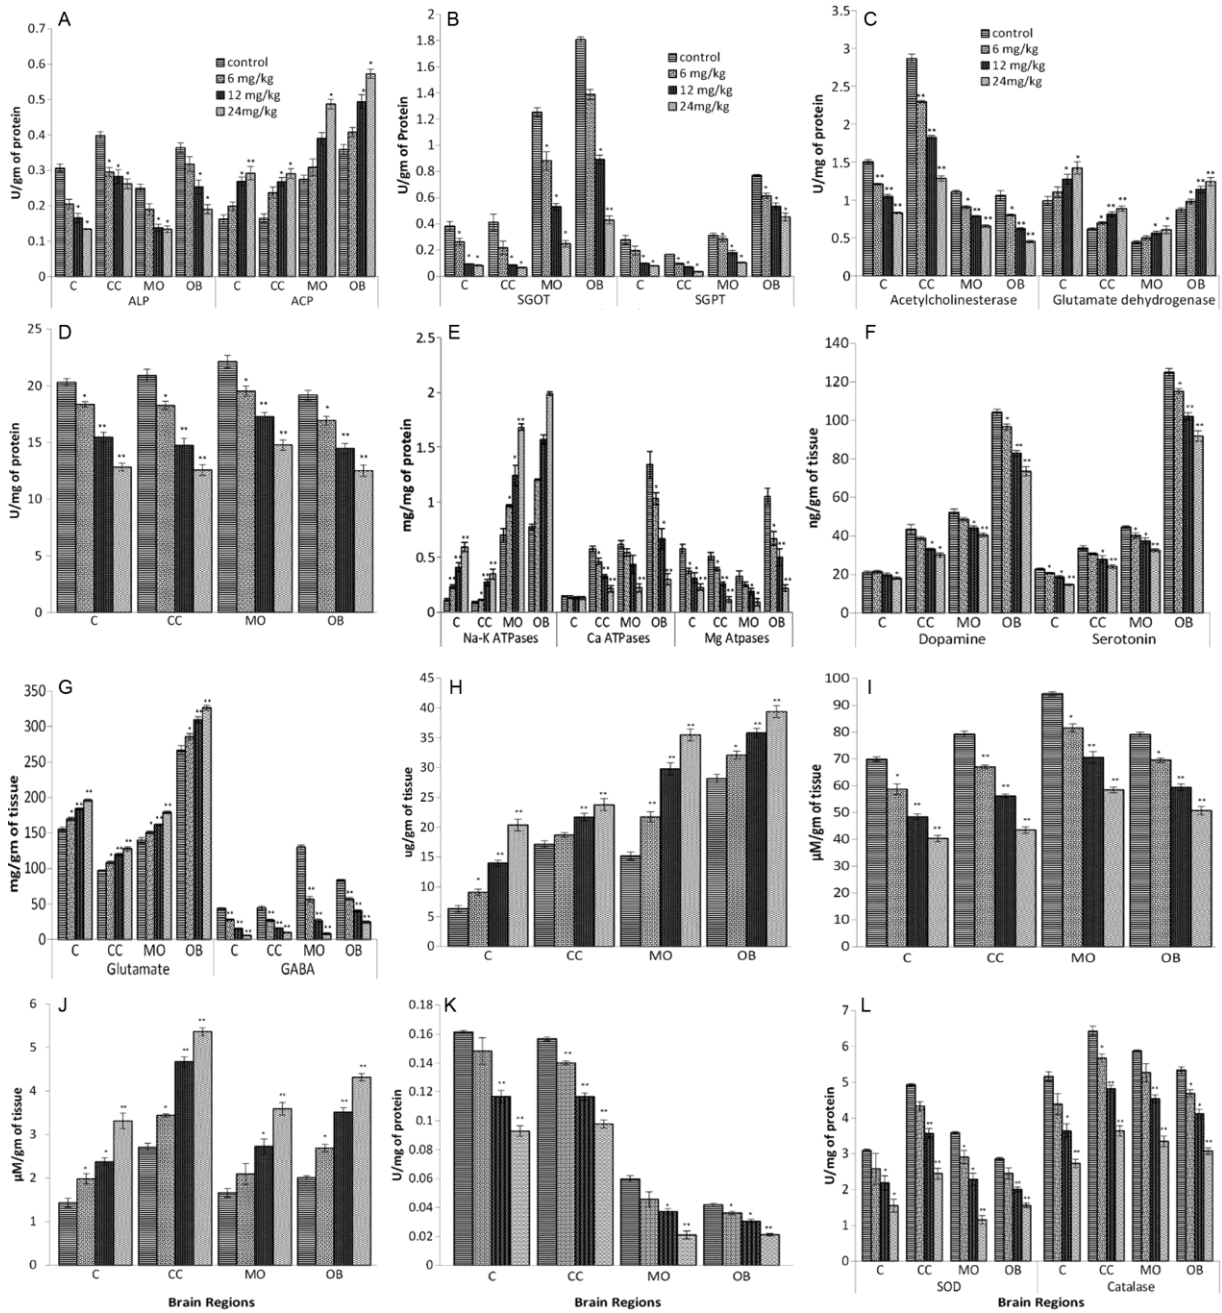 A
U/gm of protein
0.7
0.6
0.5
0.4
0.3
0.2
0.1
0
control
6 mg/kg
12 mg/kg
24mg/kg
C CC MO OB C CC MO OB
ALP ACP
B
U/gm of Protein
2
1.8
1.6
1.4
1.2
1
0.8
0.6
0.4
0.2
0
control
6 mg/kg
12 mg/kg
24mg/kg
C CC MO OB C CC MO OB
SGOT SGPT
C
U/mg of protein
3.5
3
2.5
2
1.5
1
0.5
0
control
6 mg/kg
12 mg/kg
24 mg/kg
C CC MO OB C CC MO OB
Acetylcholinesterase Glutamate dehydrogenase
D
U/mg of protein
25
20
15
10
5
0
C CC MO OB
E
mg/mg of protein
2.5
2
1.5
1
0.5
0
C CC MO OB C CC MO OB C CC MO OB
Na-K ATPases Ca ATPases Mg Atpases
F
ng/gm of tissue
140
120
100
80
60
40
20
0
C CC MO OB C CC MO OB
Dopamine Serotonin
G
mg/gm of tissue
350
300
250
200
150
100
50
0
C CC MO OB C CC MO OB
Glutamate GABA
H
ug/gm of tissue
45
40
35
30
25
20
15
10
5
0
C CC MO OB
I
µM/gm of tissue
100
90
80
70
60
50
40
30
20
10
0
C CC MO OB
J
µM/gm of tissue
6
5
4
3
2
1
0
C CC MO OB
Brain Regions
K
U/mg of protein
0.18
0.16
0.14
0.12
0.1
0.08
0.06
0.04
0.02
0
C CC MO OB
Brain Regions
L
U/mg of protein
7
6
5
4
3
2
1
0
C CC MO OB C CC MO OB
SOD Catalase
Brain Regions